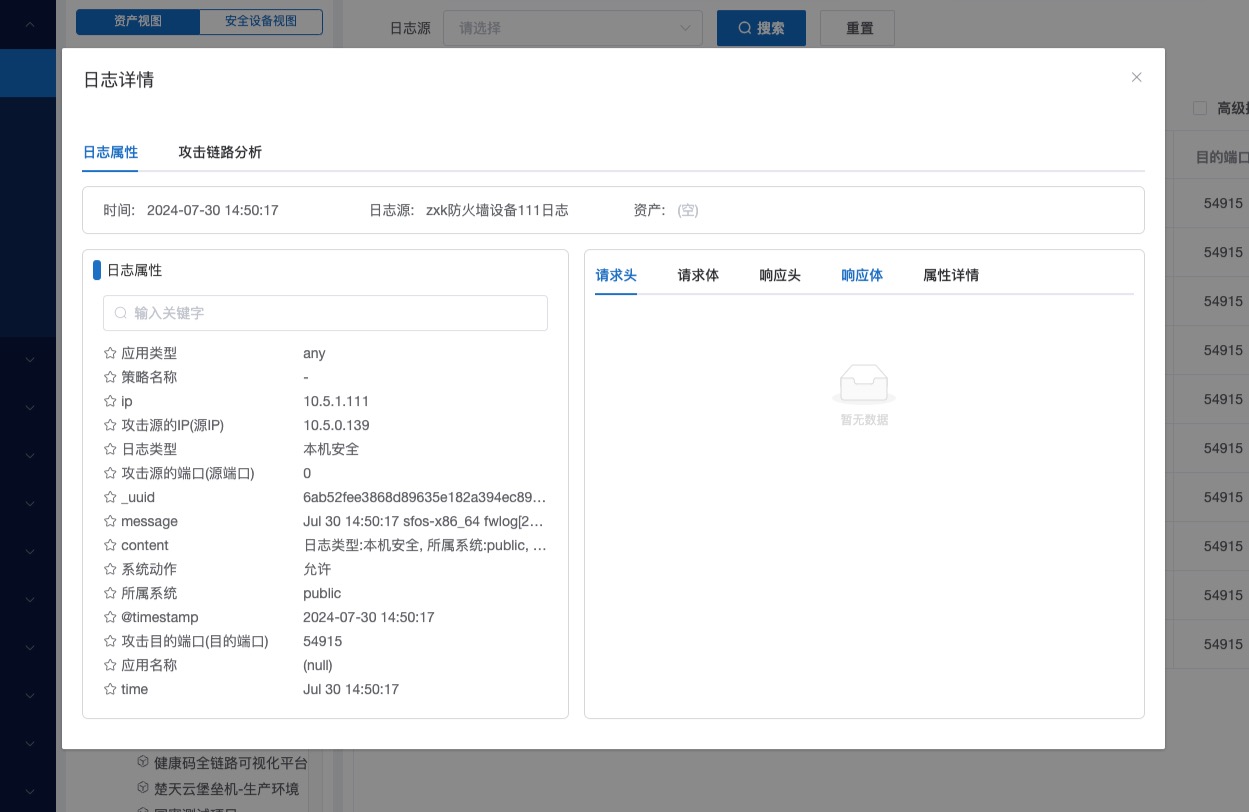 资产视图 安全设备视图
日志源 请选择 搜索 重置
日志详情
日志属性 攻击链路分析
时间： 2024-07-30 14:50:17 日志源： zxk防火墙设备111日志 资产： (空)
日志属性
输入关键字
应用类型 any
策略名称 -
ip 10.5.1.111
攻击源的IP(源IP) 10.5.0.139
日志类型 本机安全
攻击源的端口(源端口) 0
_uuid 6ab52fee3868d89635e182a394ec89...
message Jul 30 14:50:17 sfos-x86_64 fwlog[2...
content 日志类型:本机安全, 所属系统:public, ...
系统动作 允许
所属系统 public
@timestamp 2024-07-30 14:50:17
攻击目的端口(目的端口) 54915
应用名称 (null)
time Jul 30 14:50:17
请求头 请求体 响应头 响应体 属性详情
暂无数据
高级
目的端口
54915
54915
54915
54915
54915
54915
54915
54915
54915
54915
健康码全链路可视化平台
楚天云堡垒机-生产环境